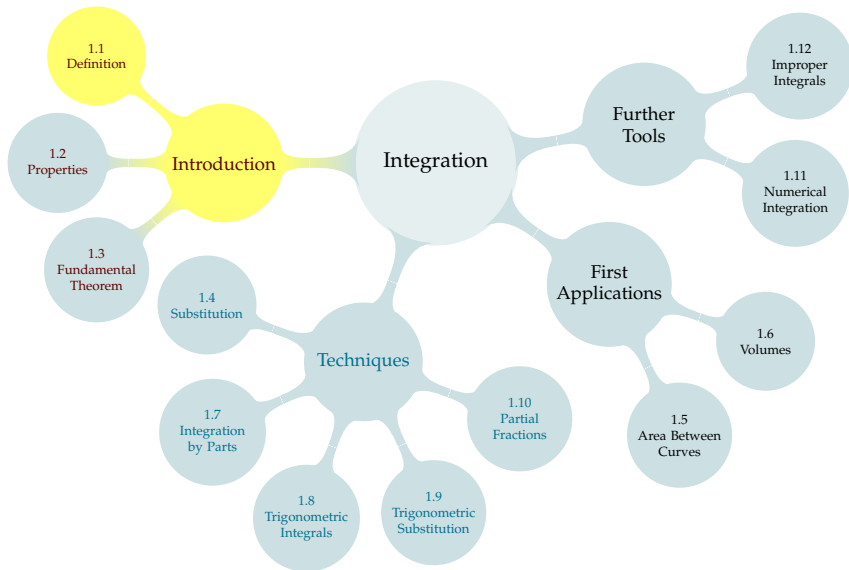 Integration
Introduction
1.1
Definition
1.2
Properties
1.3
Fundamental
Theorem
Techniques
1.4
Substitution
1.7
Integration
by Parts
1.8
Trigonometric
Integrals
1.9
Trigonometric
Substitution
1.10
Partial
Fractions
First
Applications
1.5
Area Between
Curves
1.6
Volumes
Further
Tools
1.11
Numerical
Integration
1.12
Improper
Integrals